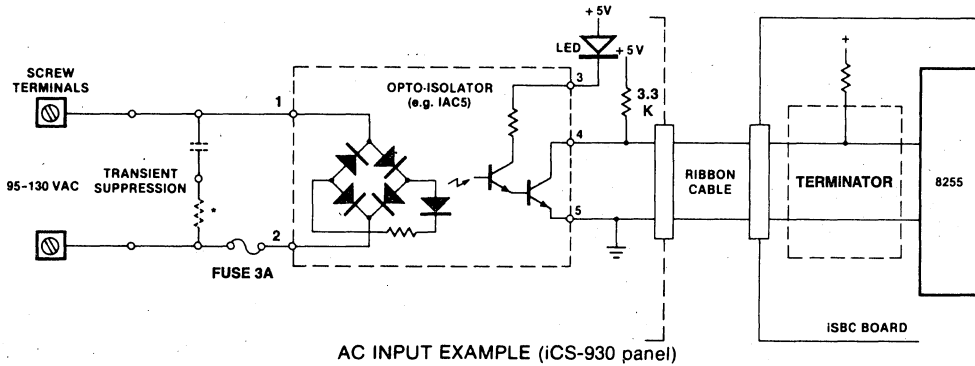 + 5V
LED
+ 5 V
SCREW
TERMINALS
OPTO-ISOLATOR
(e.g. IAC5)
1
3
3.3
K
+
4
TRANSIENT
SUPPRESSION
95-130 VAC
*
RIBBON
CABLE
TERMINATOR
8255
5
2
FUSE 3A
iSBC BOARD
AC INPUT EXAMPLE (iCS-930 panel)